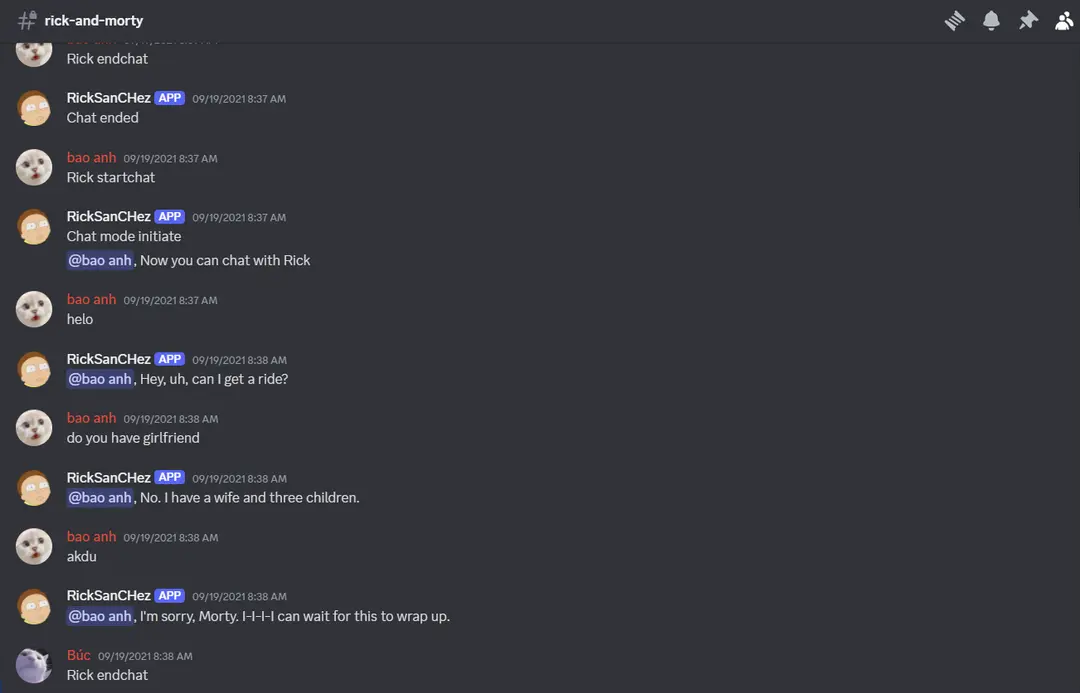 rick-and-morty
Rick endchat
RickSanCHez APP 09/19/2021 8:37 AM
Chat ended
bao anh 09/19/2021 8:37 AM
Rick startchat
RickSanCHez APP 09/19/2021 8:37 AM
Chat mode initiate
@bao anh, Now you can chat with Rick
bao anh 09/19/2021 8:37 AM
helo
RickSanCHez APP 09/19/2021 8:38 AM
@bao anh, Hey, uh, can I get a ride?
bao anh 09/19/2021 8:38 AM
do you have girlfriend
RickSanCHez APP 09/19/2021 8:38 AM
@bao anh, No. I have a wife and three children.
bao anh 09/19/2021 8:38 AM
akdu
RickSanCHez APP 09/19/2021 8:38 AM
@bao anh, I'm sorry, Morty. I-I-I-I can wait for this to wrap up.
Búc 09/19/2021 8:38 AM
Rick endchat